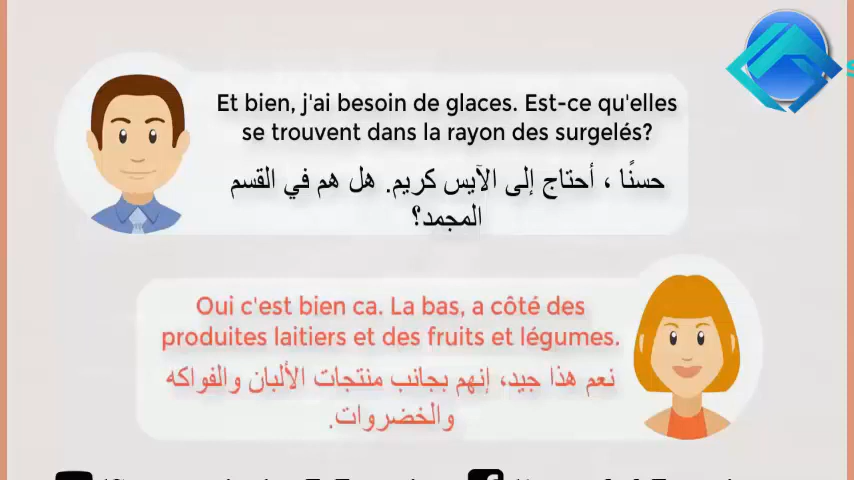 Et bien, j'ai besoin de glaces. Est-ce qu'elles
se trouvent dans la rayon des surgelés?
حسنًا ، أحتاج إلى الآيس كريم. هل هم في القسم
المجمد؟
Oui c'est bien ca. La bas, a côté des
produites laitiers et des fruits et légumes.
نعم هذا جيد، إنهم بجانب منتجات الألبان والفواكه
والخضروات.